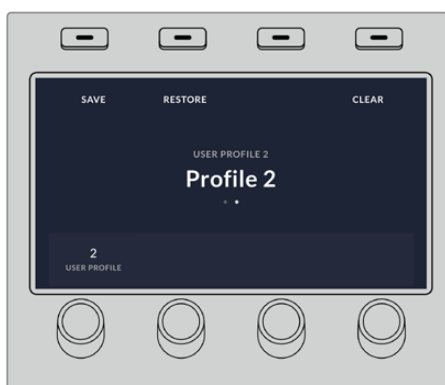 SAVE RESTORE CLEAR
USER PROFILE 2
Profile 2
2
USER PROFILE